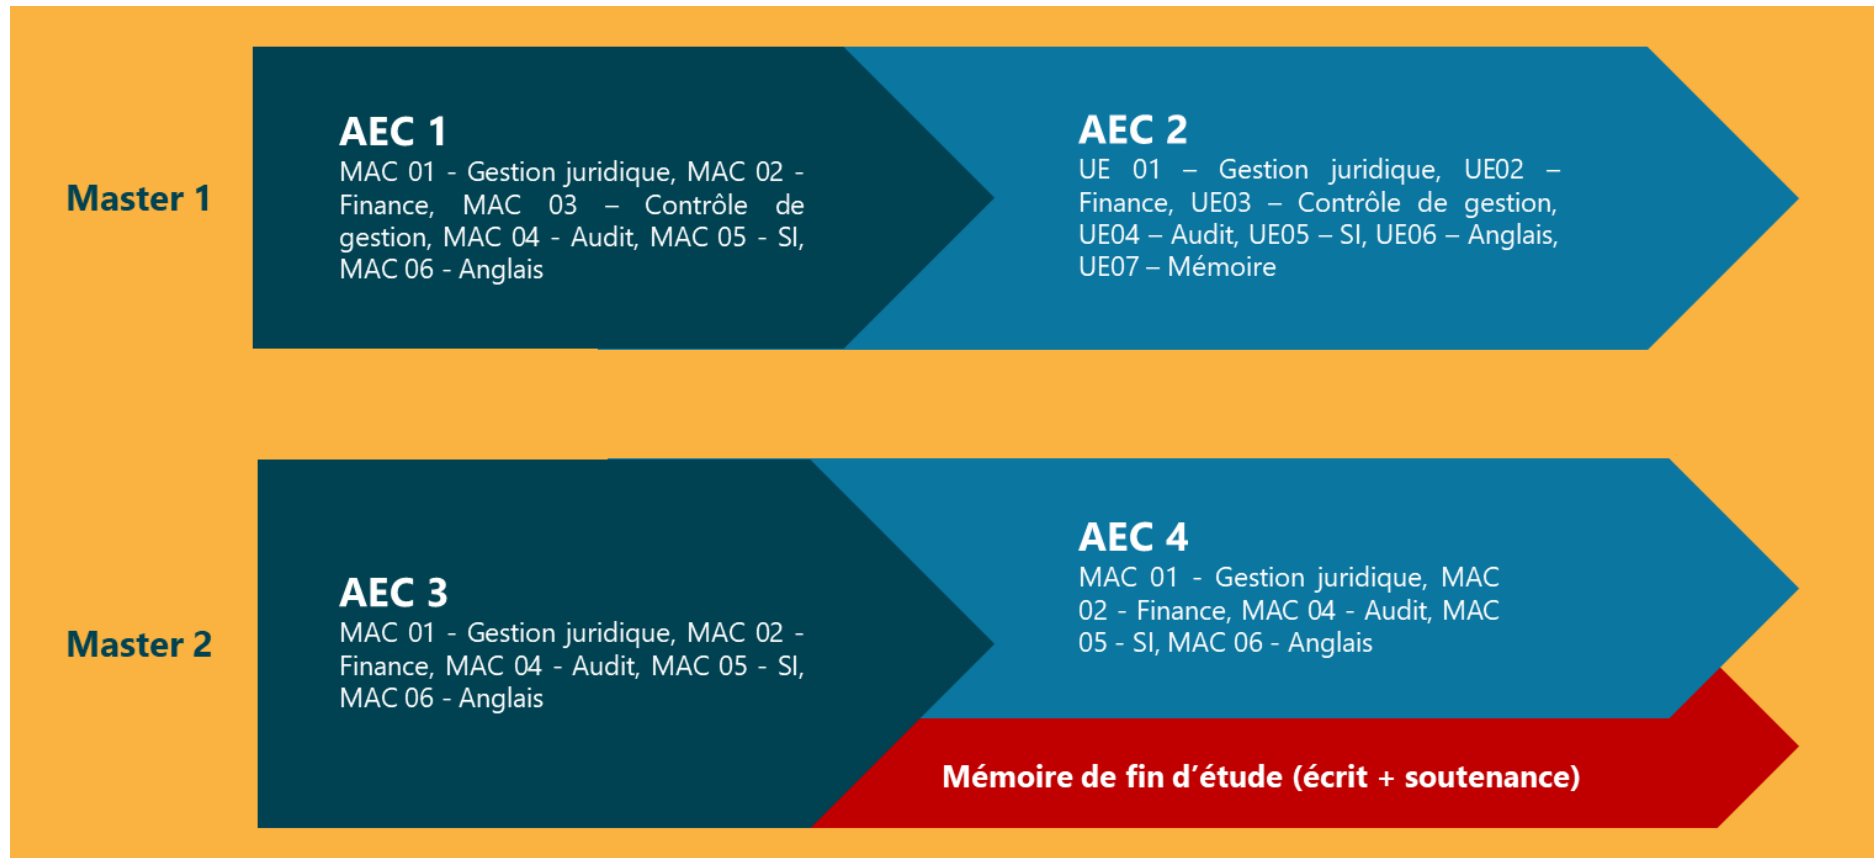 Master 1
AEC 1
MAC 01 - Gestion juridique, MAC 02 -
Finance, MAC 03 – Contrôle de
gestion, MAC 04 - Audit, MAC 05 - SI,
MAC 06 - Anglais
AEC 2
UE 01 – Gestion juridique, UE02 –
Finance, UE03 – Contrôle de gestion,
UE04 – Audit, UE05 – SI, UE06 – Anglais,
UE07 – Mémoire
Master 2
AEC 3
MAC 01 - Gestion juridique, MAC 02 -
Finance, MAC 04 - Audit, MAC 05 - SI,
MAC 06 - Anglais
AEC 4
MAC 01 - Gestion juridique, MAC
02 - Finance, MAC 04 - Audit, MAC
05 - SI, MAC 06 - Anglais
Mémoire de fin d’étude (écrit + soutenance)